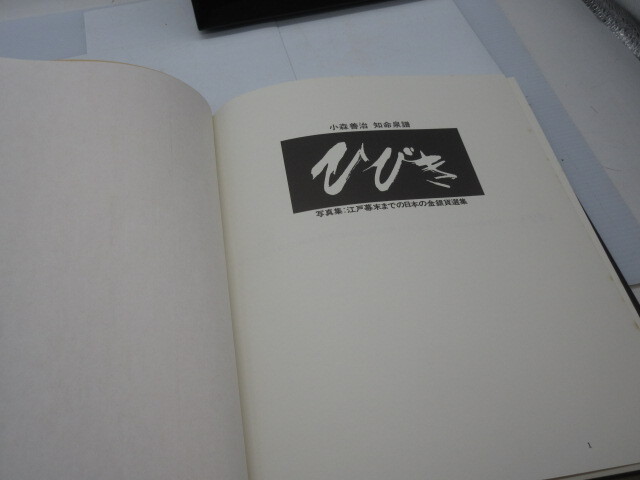 小森善治 知命泉譜
ひびき
写真集:江戸幕末までの日本の金銀貨選集
1